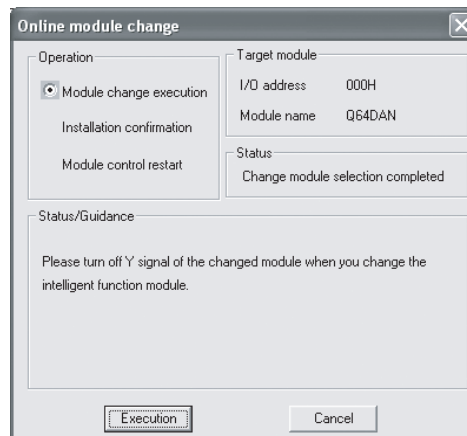 Online module change
Operation
Module change execution
Installation confirmation
Module control restart
Target module
I/O address 000H
Module name Q64DAN
Status
Change module selection completed
Status/Guidance
Please turn off Y signal of the changed module when you change the
intelligent function module.
Execution Cancel